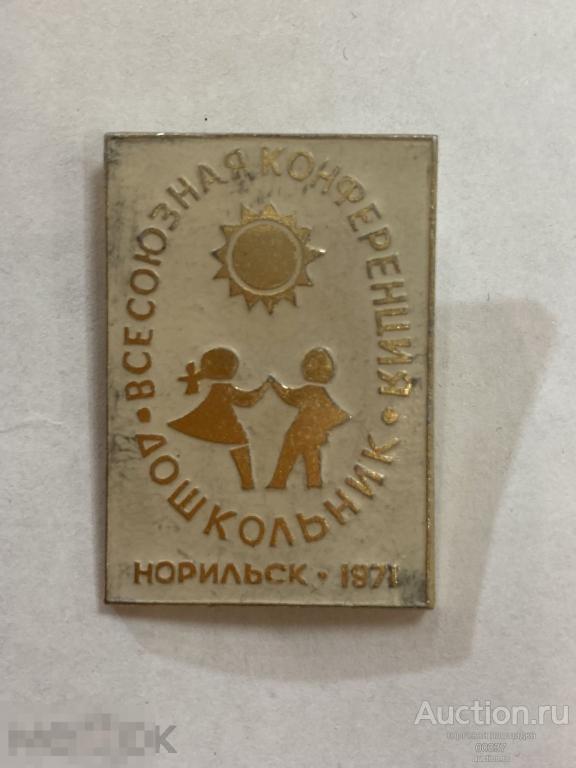 ВСЕСОЮЗНАЯ КОНФЕРЕНЦИЯ
• ДОШКОЛЬНИК •
НОРИЛЬСК • 1971
Auction.ru